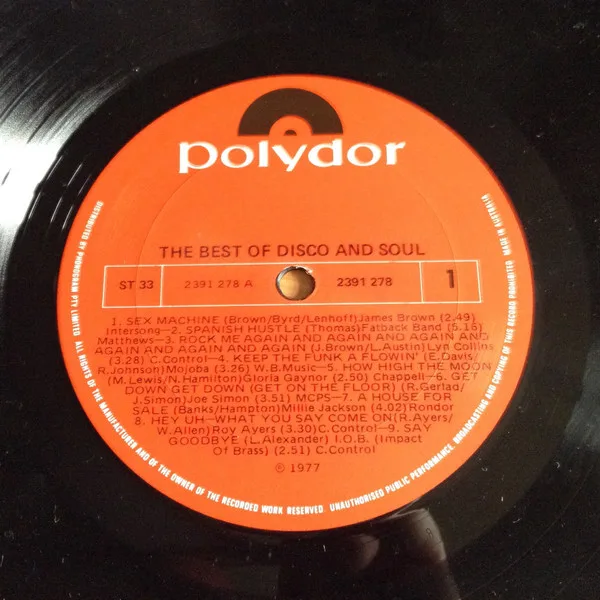 polydor
THE BEST OF DISCO AND SOUL
ST 33
2391 278 A
2391 278
1
1. SEX MACHINE (Brown/Byrd/Lenhoff)James Brown (2.49)
Intersong—2. SPANISH HUSTLE (Thomas)Fatback Band (5.16)
Matthews—3. ROCK ME AGAIN AND AGAIN AND AGAIN AND
AGAIN AND AGAIN AND AGAIN (J.Brown/L.Austin)Lyn Collins
(3.28) C.Control—4. KEEP THE FUNK A FLOWIN' (E.Davis/
R.Johnson)Mojoba (3.26) W.B.Music—5. HOW HIGH THE MOON
(M.Lewis/N.Hamilton)Gloria Gaynor (2.50) Chappell—6. GET
DOWN GET DOWN (GET ON THE FLOOR) (R.Gerlad/
J.Simon)Joe Simon (3.51) MCPS—7. A HOUSE FOR
SALE (Banks/Hampton)Millie Jackson (4.02)Rondor
8. HEY UH—WHAT YOU SAY COME ON(R.Ayers/
W.Allen)Roy Ayers (3.30)C.Control—9. SAY
GOODBYE (L.Alexander) I.O.B. (Impact
Of Brass) (2.51) C.Control
℗ 1977
DISTRIBUTED BY PHONOGRAM PTY LIMITED ALL RIGHTS OF THE MANUFACTURER AND OF THE OWNER OF THE RECORDED WORK RESERVED. UNAUTHORISED PUBLIC PERFORMANCE, BROADCASTING AND COPYING OF THIS RECORD PROHIBITED. MADE IN AUSTRALIA